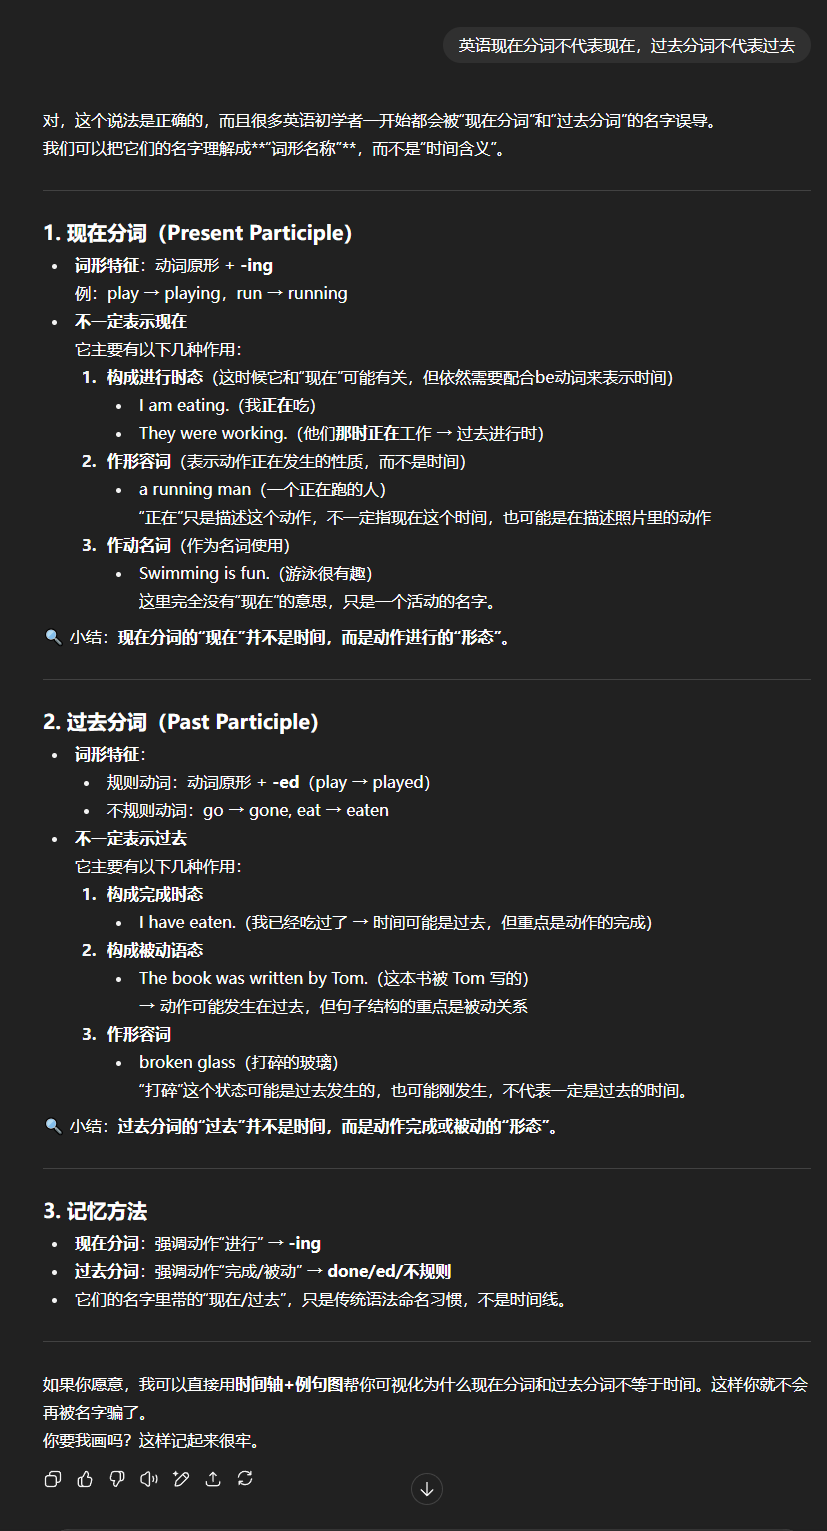 英语现在分词不代表现在，过去分词不代表过去
对，这个说法是正确的，而且很多英语初学者一开始都会被“现在分词”和“过去分词”的名字误导。
我们可以把它们的名字理解成**“词形名称”**，而不是“时间含义”。
1. 现在分词（Present Participle）
• 词形特征：动词原形 + -ing
例：play → playing，run → running
• 不一定表示现在
它主要有以下几种作用：
1. 构成进行时态（这时候它和“现在”可能有关，但依然需要配合be动词来表示时间）
• I am eating.（我正在吃）
• They were working.（他们那时正在工作 → 过去进行时）
2. 作形容词（表示动作正在发生的性质，而不是时间）
• a running man（一个正在跑的人）
“正在”只是描述这个动作，不一定指现在这个时间，也可能是在描述照片里的动作
3. 作动名词（作为名词使用）
• Swimming is fun.（游泳很有趣）
这里完全没有“现在”的意思，只是一个活动的名字。
🔍 小结：现在分词的“现在”并不是时间，而是动作进行的“形态”。
2. 过去分词（Past Participle）
• 词形特征：
• 规则动词：动词原形 + -ed（play → played）
• 不规则动词：go → gone, eat → eaten
• 不一定表示过去
它主要有以下几种作用：
1. 构成完成时态
• I have eaten.（我已经吃过了 → 时间可能是过去，但重点是动作的完成）
2. 构成被动语态
• The book was written by Tom.（这本书被 Tom 写的）
→ 动作可能发生在过去，但句子结构的重点是被动关系
3. 作形容词
• broken glass（打碎的玻璃）
“打碎”这个状态可能是过去发生的，也可能刚发生，不代表一定是过去的时间。
🔍 小结：过去分词的“过去”并不是时间，而是动作完成或被动的“形态”。
3. 记忆方法
• 现在分词：强调动作“进行” → -ing
• 过去分词：强调动作“完成/被动” → done/ed/不规则
• 它们的名字里带的“现在/过去”，只是传统语法命名习惯，不是时间线。
如果你愿意，我可以直接用时间轴+例句图帮你可视化为什么现在分词和过去分词不等于时间。这样你就不会
再被名字骗了。
你要我画吗？这样记起来很牢。